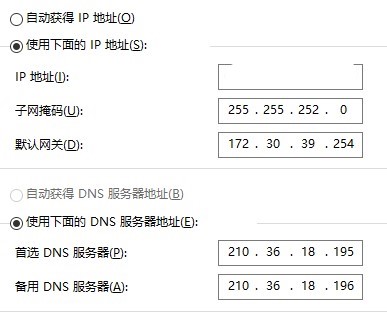 自动获得 IP 地址(O)
使用下面的 IP 地址(S):
IP 地址(I):
子网掩码(U): 255 . 255 . 252 . 0
默认网关(D): 172 . 30 . 39 . 254
自动获得 DNS 服务器地址(B)
使用下面的 DNS 服务器地址(E):
首选 DNS 服务器(P): 210 . 36 . 18 . 195
备用 DNS 服务器(A): 210 . 36 . 18 . 196